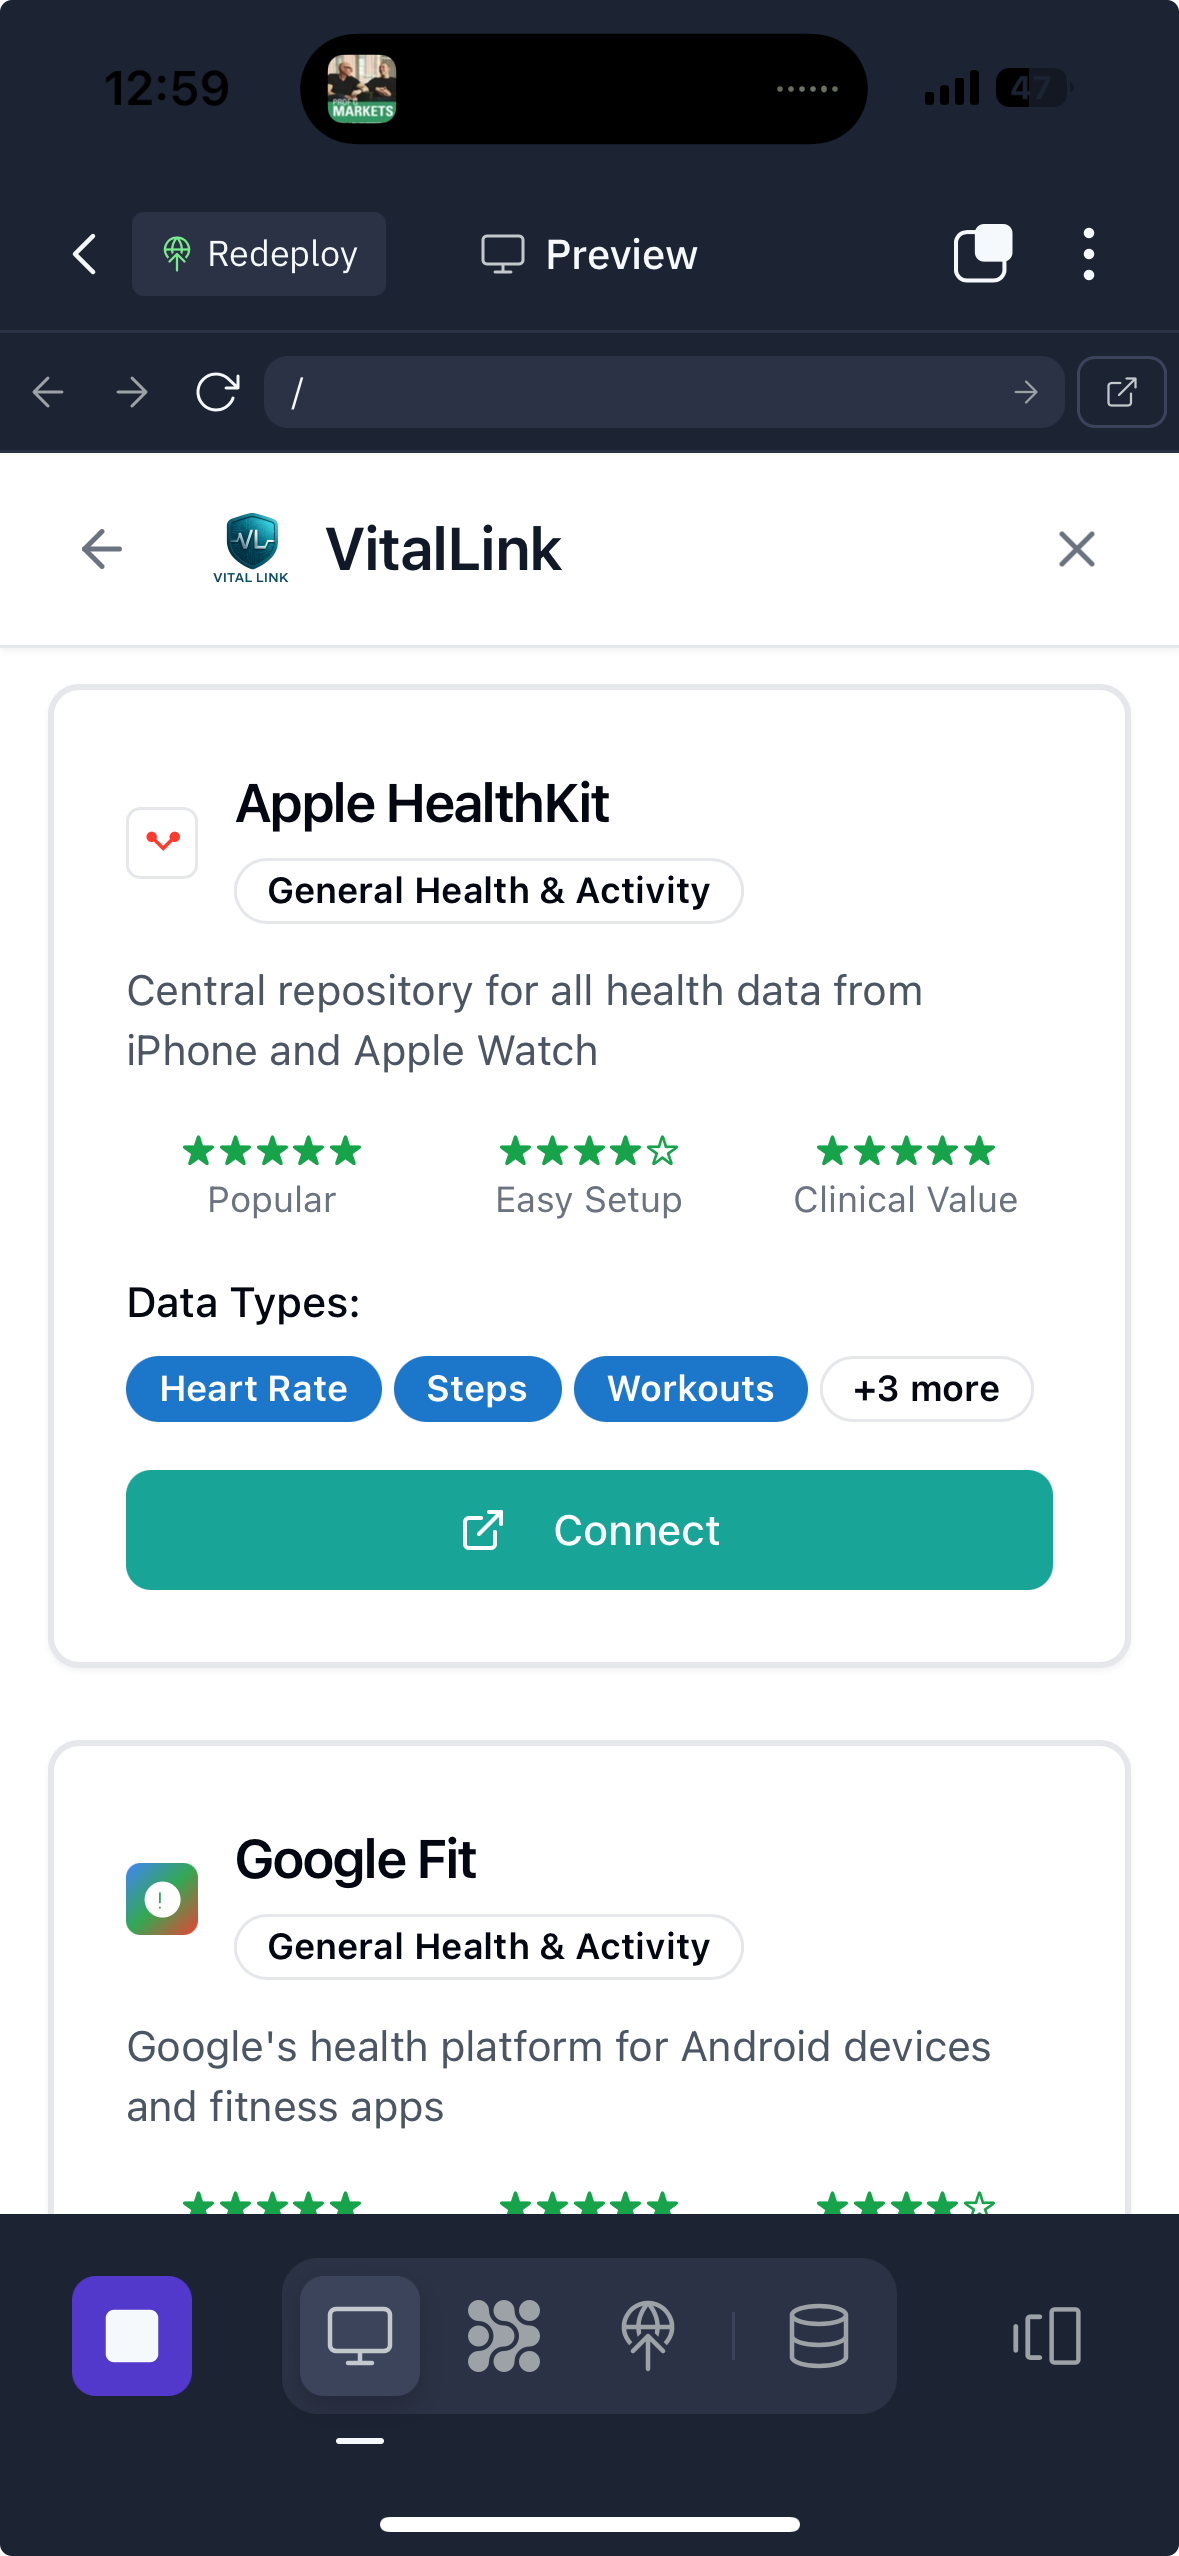 12:59
PROF G
MARKETS
47
Redeploy
Preview
/
VL
VITAL LINK
VitalLink
Apple HealthKit
General Health & Activity
Central repository for all health data from
iPhone and Apple Watch
Popular
Easy Setup
Clinical Value
Data Types:
Heart Rate
Steps
Workouts
+3 more
Connect
Google Fit
General Health & Activity
Google's health platform for Android devices
and fitness apps